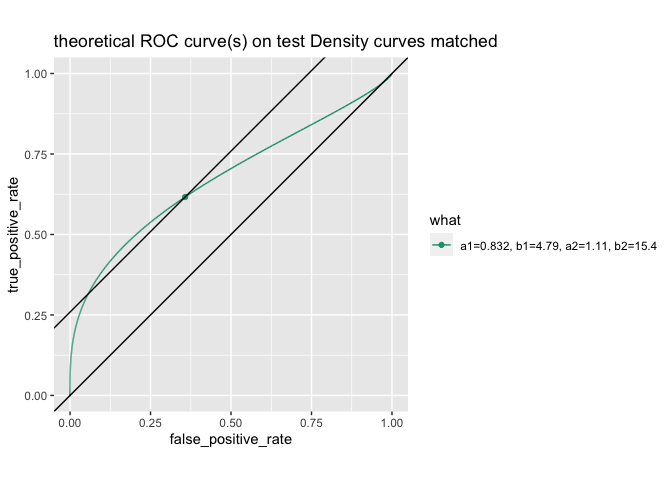 theoretical ROC curve(s) on test Density curves matched
1.00
0.75
0.50
0.25
0.00
true_positive_rate
0.00 0.25 0.50 0.75 1.00
false_positive_rate
what
a1=0.832, b1=4.79, a2=1.11, b2=15.4